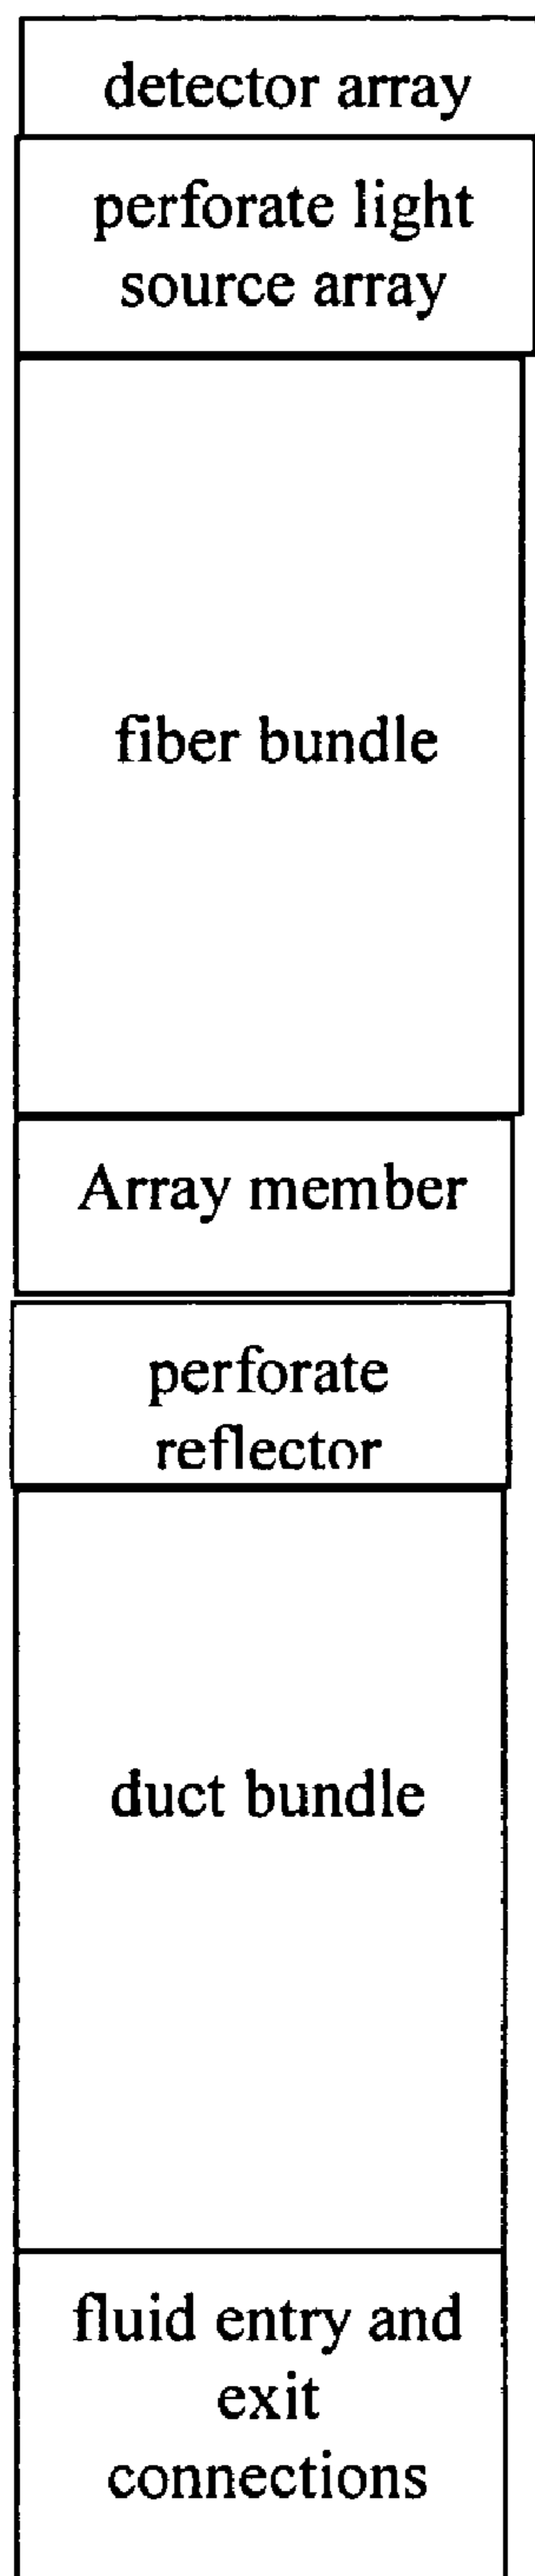 detector array
perforate light
source array
fiber bundle
Array member
perforate
reflector
duct bundle
fluid entry and
exit
connections